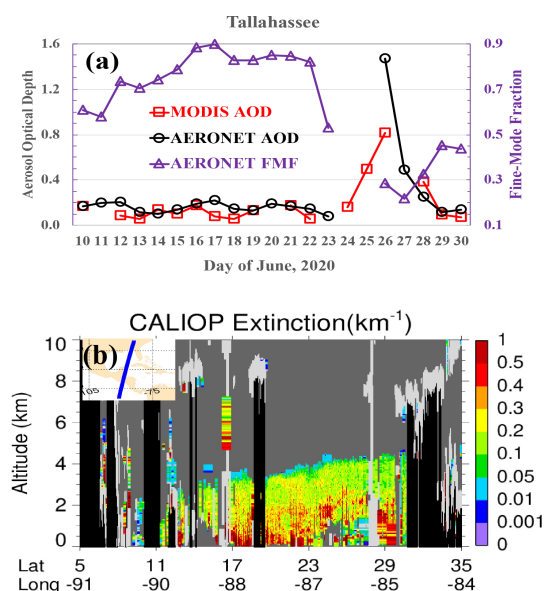 Tallahassee
(a)
Aerosol Optical Depth
1.6
1.2
0.8
0.4
0.0
MODIS AOD
AERONET AOD
AERONET FMF
0.9
0.7
0.5
0.3
0.1
Fine-Mode Fraction
10 11 12 13 14 15 16 17 18 19 20 21 22 23 24 25 26 27 28 29 30
Day of June, 2020
CALIOP Extinction(km-1)
(b)
-75
Altitude (km)
10
8
6
4
2
0
1
0.5
0.4
0.3
0.2
0.1
0.05
0.01
0.001
0
Lat 5 11 17 23 29 35
Long -91 -90 -88 -87 -85 -84